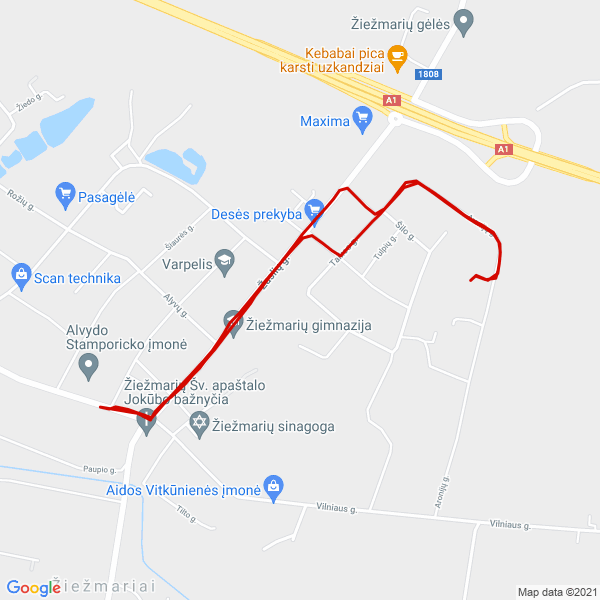 Žiežmarių gėlės
Kebabai pica
karsti uzkandziai
1808
A1
Maxima
A1
Žiedo g.
Pasagėlė
Rožių g.
Desės prekyba
Šilo g.
Šiaurės g.
Tulpių g.
Varpelis
Scan technika
Žaslių g.
Alyvų g.
Žiežmarių gimnazija
Alvydo
Stamporicko įmonė
Žiežmarių Šv. apaštalo
Jokūbo bažnyčia
Žiežmarių sinagoga
Paupio g.
Aidos Vitkūnienės įmonė
Aronijų g.
Tilto g.
Vilniaus g.
Vilniaus g.
Žiežmariai
Google
Map data ©2021